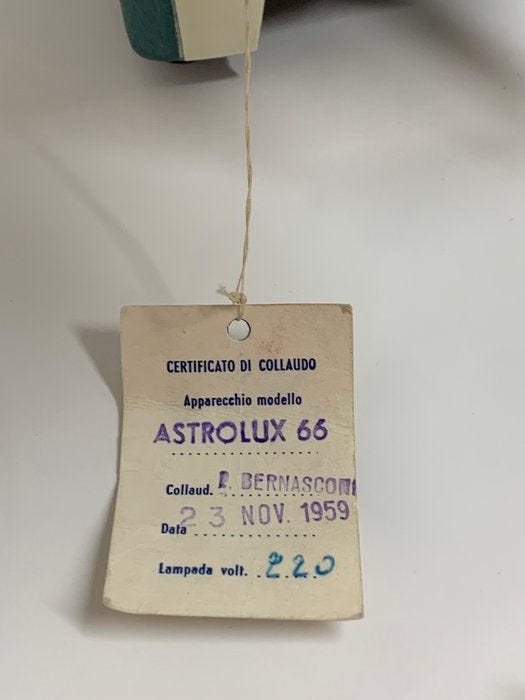 CERTIFICATO DI COLLAUDO
Apparecchio modello
ASTROLUX 66
Collaud. BERNASCONI
Data 23 NOV. 1959
Lampada volt. 220